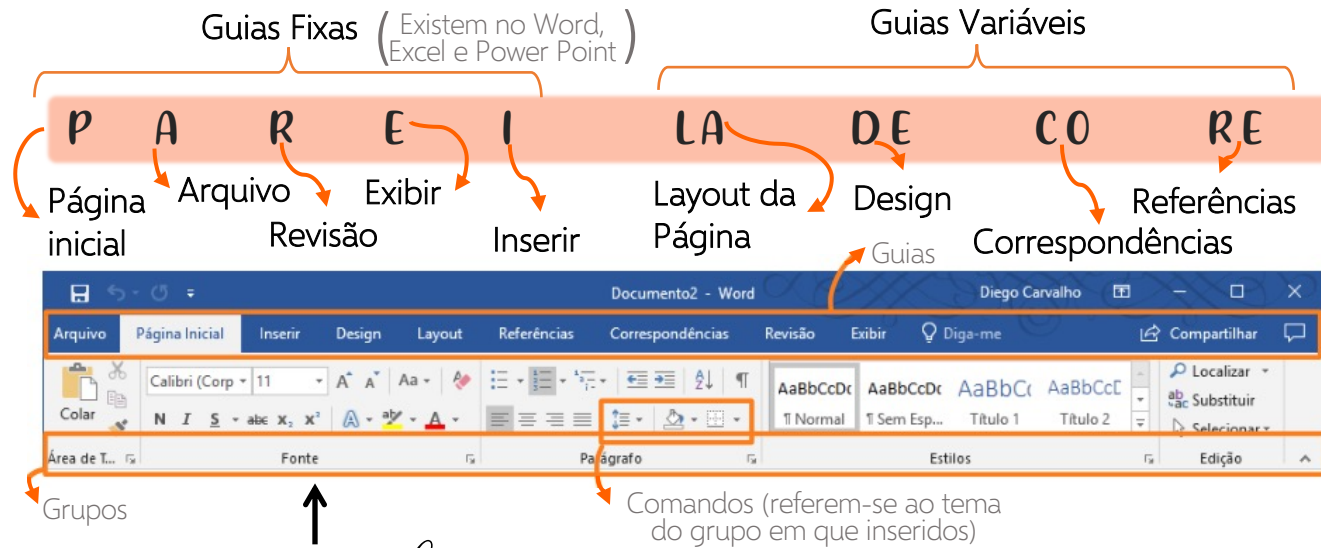 Guias Fixas (Existem no Word,
Excel e Power Point)
Guias Variáveis
P A R E I LA DE CO RE
Página
inicial
Arquivo
Revisão
Exibir
Inserir
Layout da
Página
Design
Correspondências
Referências
Guias
Documento2 - Word Diego Carvalho
Arquivo Página Inicial Inserir Design Layout Referências Correspondências Revisão Exibir Diga-me Compartilhar
Calibri (Corp 11 A A Aa
Colar
N I S abc X₂ X² A ab A
AaBbCcDc AaBbCcDc AaBbCc AaBbCcE
¶ Normal ¶ Sem Esp... Título 1 Título 2
Localizar
Substituir
Selecionar
Área de T... Fonte Parágrafo Estilos Edição
Grupos
Comandos (referem-se ao tema
do grupo em que inseridos)